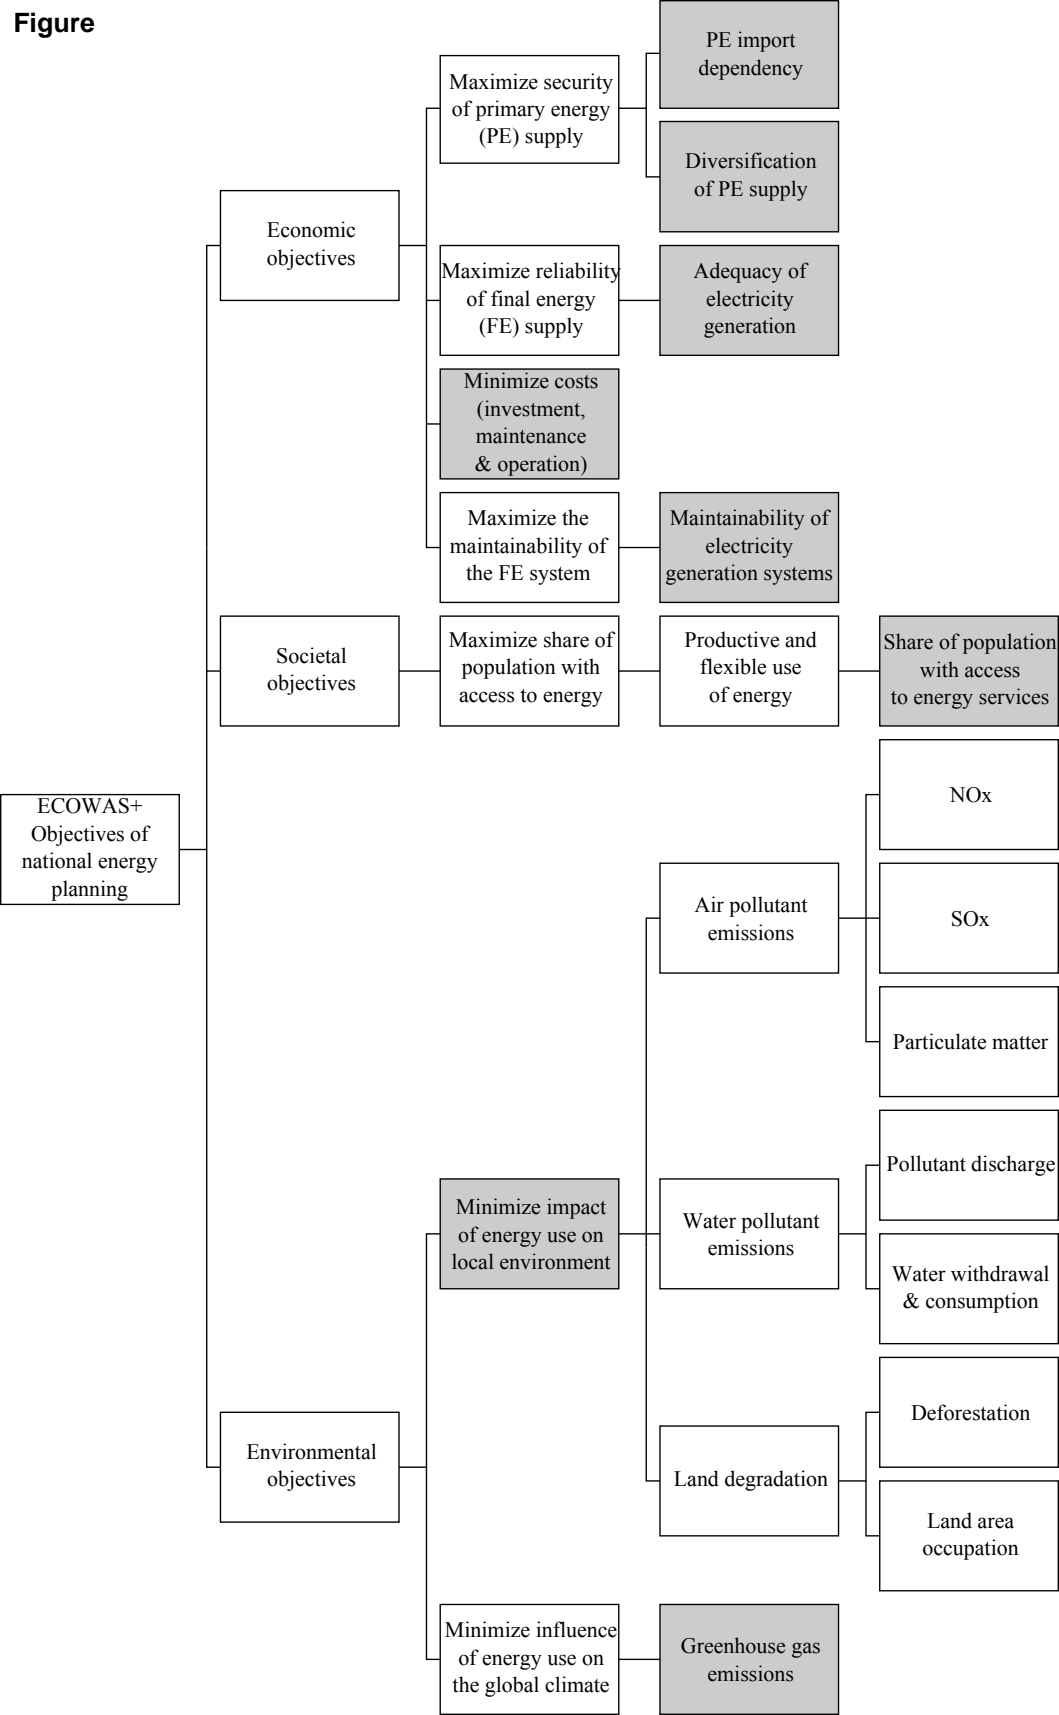 Figure
PE import
dependency
Maximize security
of primary energy
(PE) supply
Diversification
of PE supply
Economic
objectives
Maximize reliability
of final energy
(FE) supply
Adequacy of
electricity
generation
Minimize costs
(investment,
maintenance
& operation)
Maximize the
maintainability of
the FE system
Maintainability of
electricity
generation systems
Societal
objectives
Maximize share of
population with
access to energy
Productive and
flexible use
of energy
Share of population
with access
to energy services
ECOWAS+
Objectives of
national energy
planning
NOx
Air pollutant
emissions
SOx
Particulate matter
Pollutant discharge
Minimize impact
of energy use on
local environment
Water pollutant
emissions
Water withdrawal
& consumption
Deforestation
Environmental
objectives
Land degradation
Land area
occupation
Minimize influence
of energy use on
the global climate
Greenhouse gas
emissions